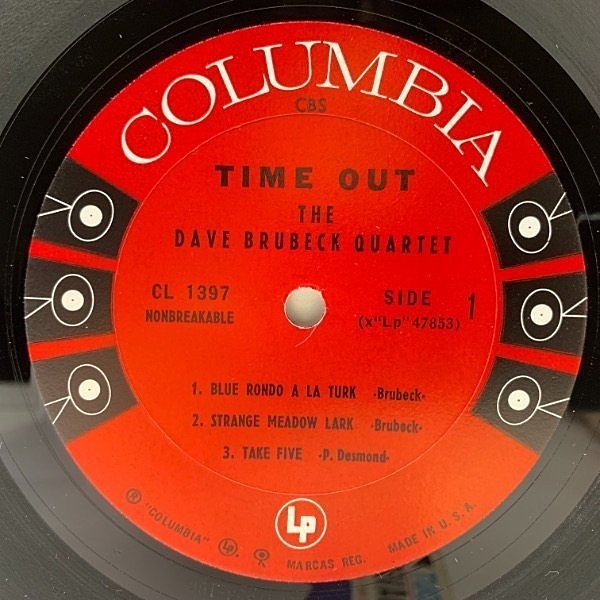 COLUMBIA
CBS
TIME OUT
THE
DAVE BRUBECK QUARTET
CL 1397
NONBREAKABLE
SIDE 1
(x"Lp" 47853)
1. BLUE RONDO A LA TURK -Brubeck-
2. STRANGE MEADOW LARK -Brubeck-
3. TAKE FIVE -P. Desmond-
Lp
® "COLUMBIA" Lp. MARCAS REG. MADE IN U.S.A.